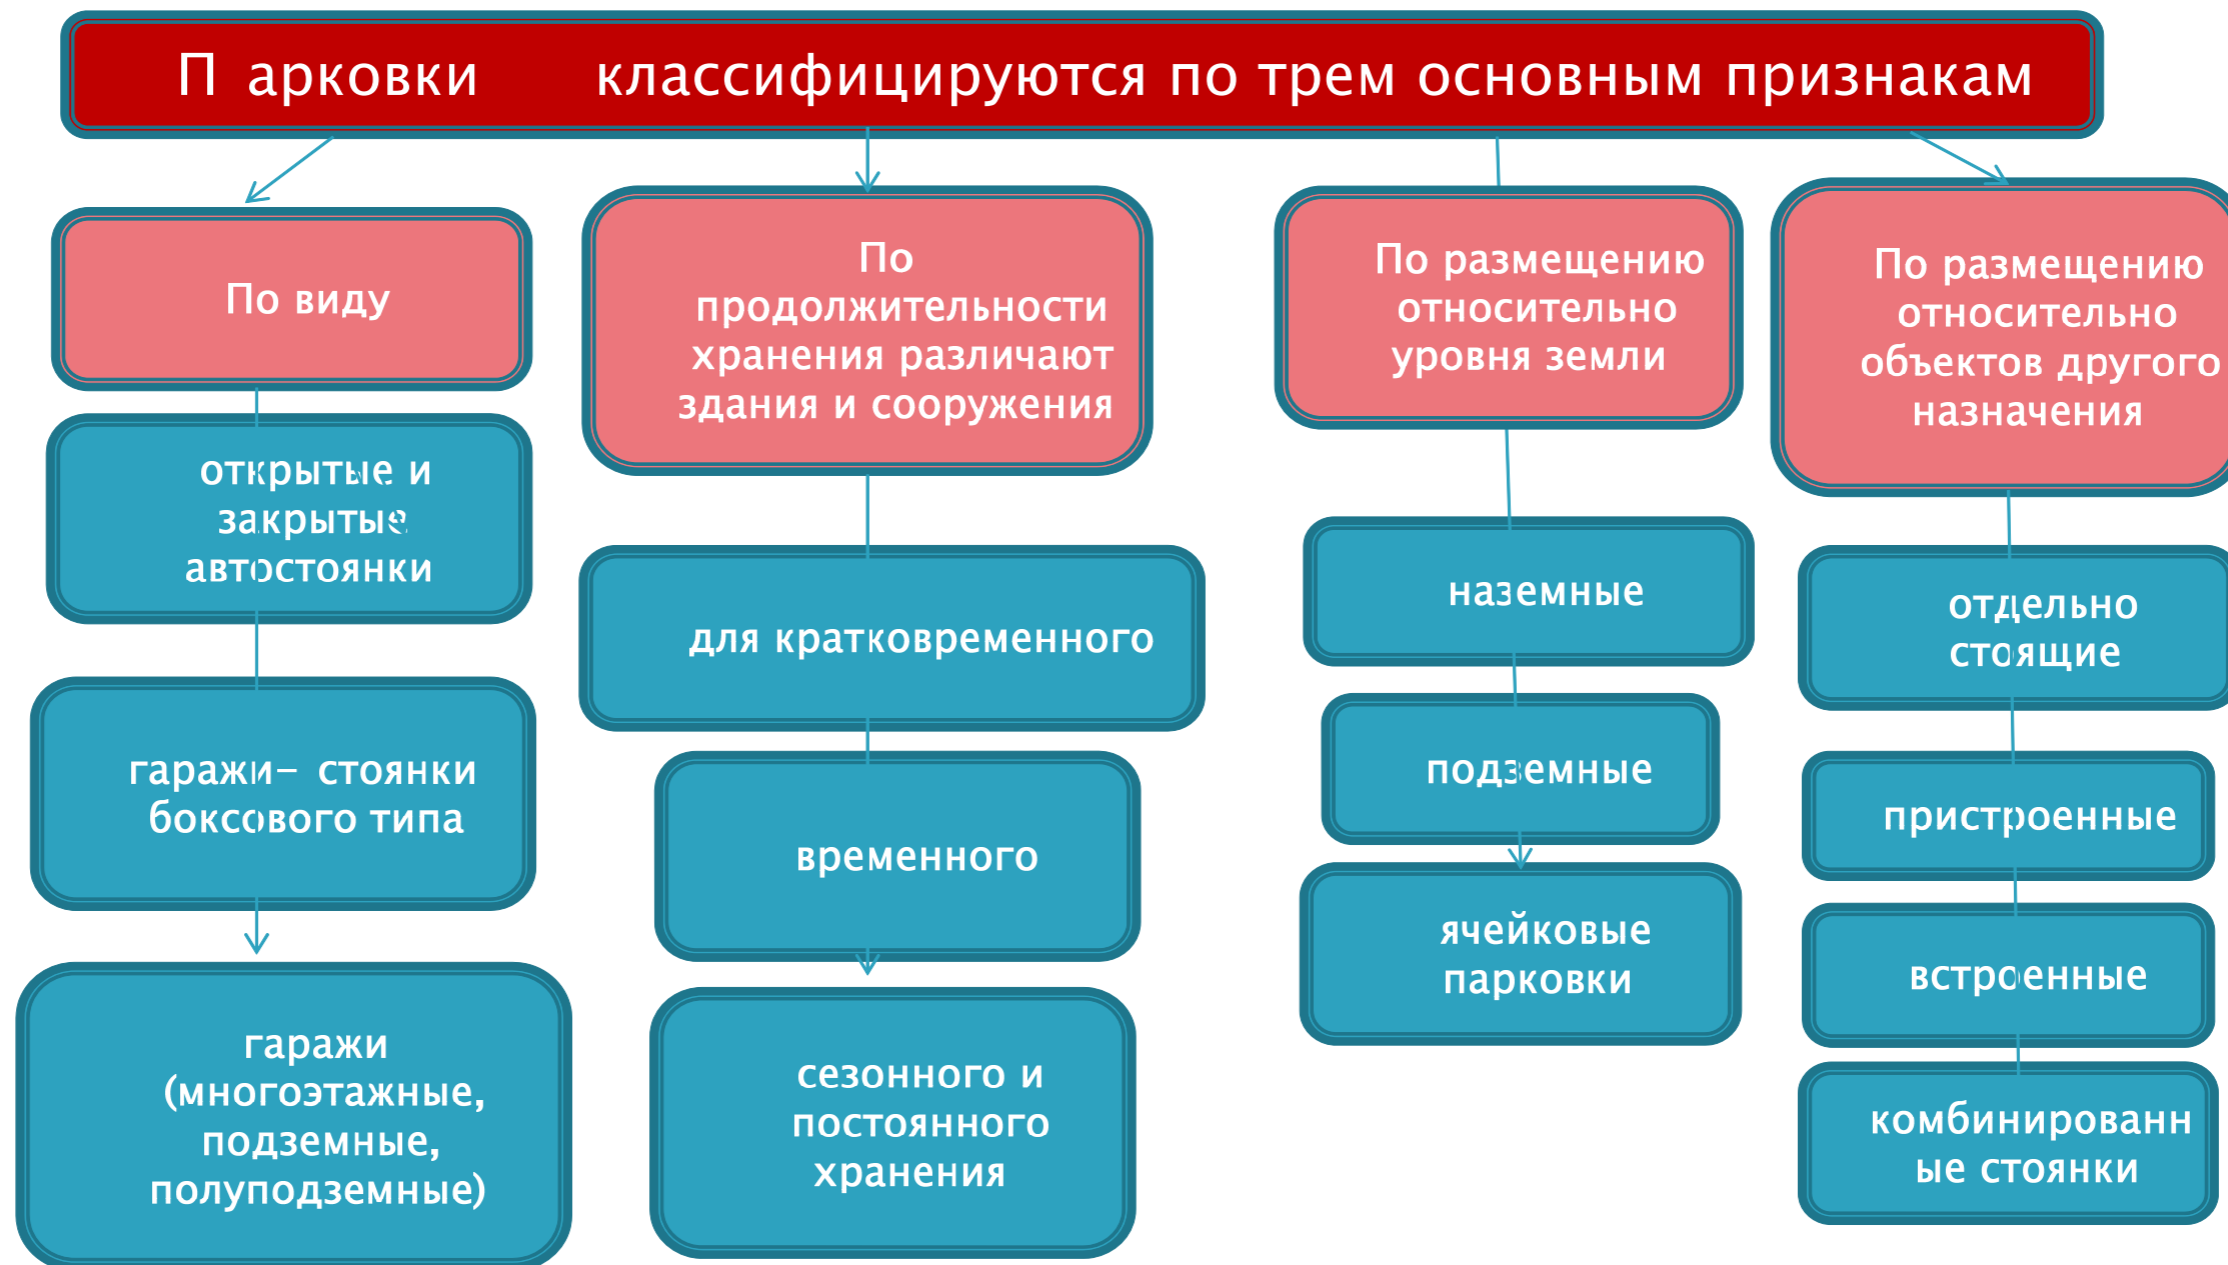 П арковки классифицируются по трем основным признакам
По виду
открытые и
закрытые
автостоянки
гаражи- стоянки
боксового типа
гаражи
(многоэтажные,
подземные,
полуподземные)
По
продолжительности
хранения различают
здания и сооружения
для кратковременного
временного
сезонного и
постоянного
хранения
По размещению
относительно
уровня земли
наземные
подземные
ячейковые
парковки
По размещению
относительно
объектов другого
назначения
отдельно
стоящие
пристроенные
встроенные
комбинированн
ые стоянки